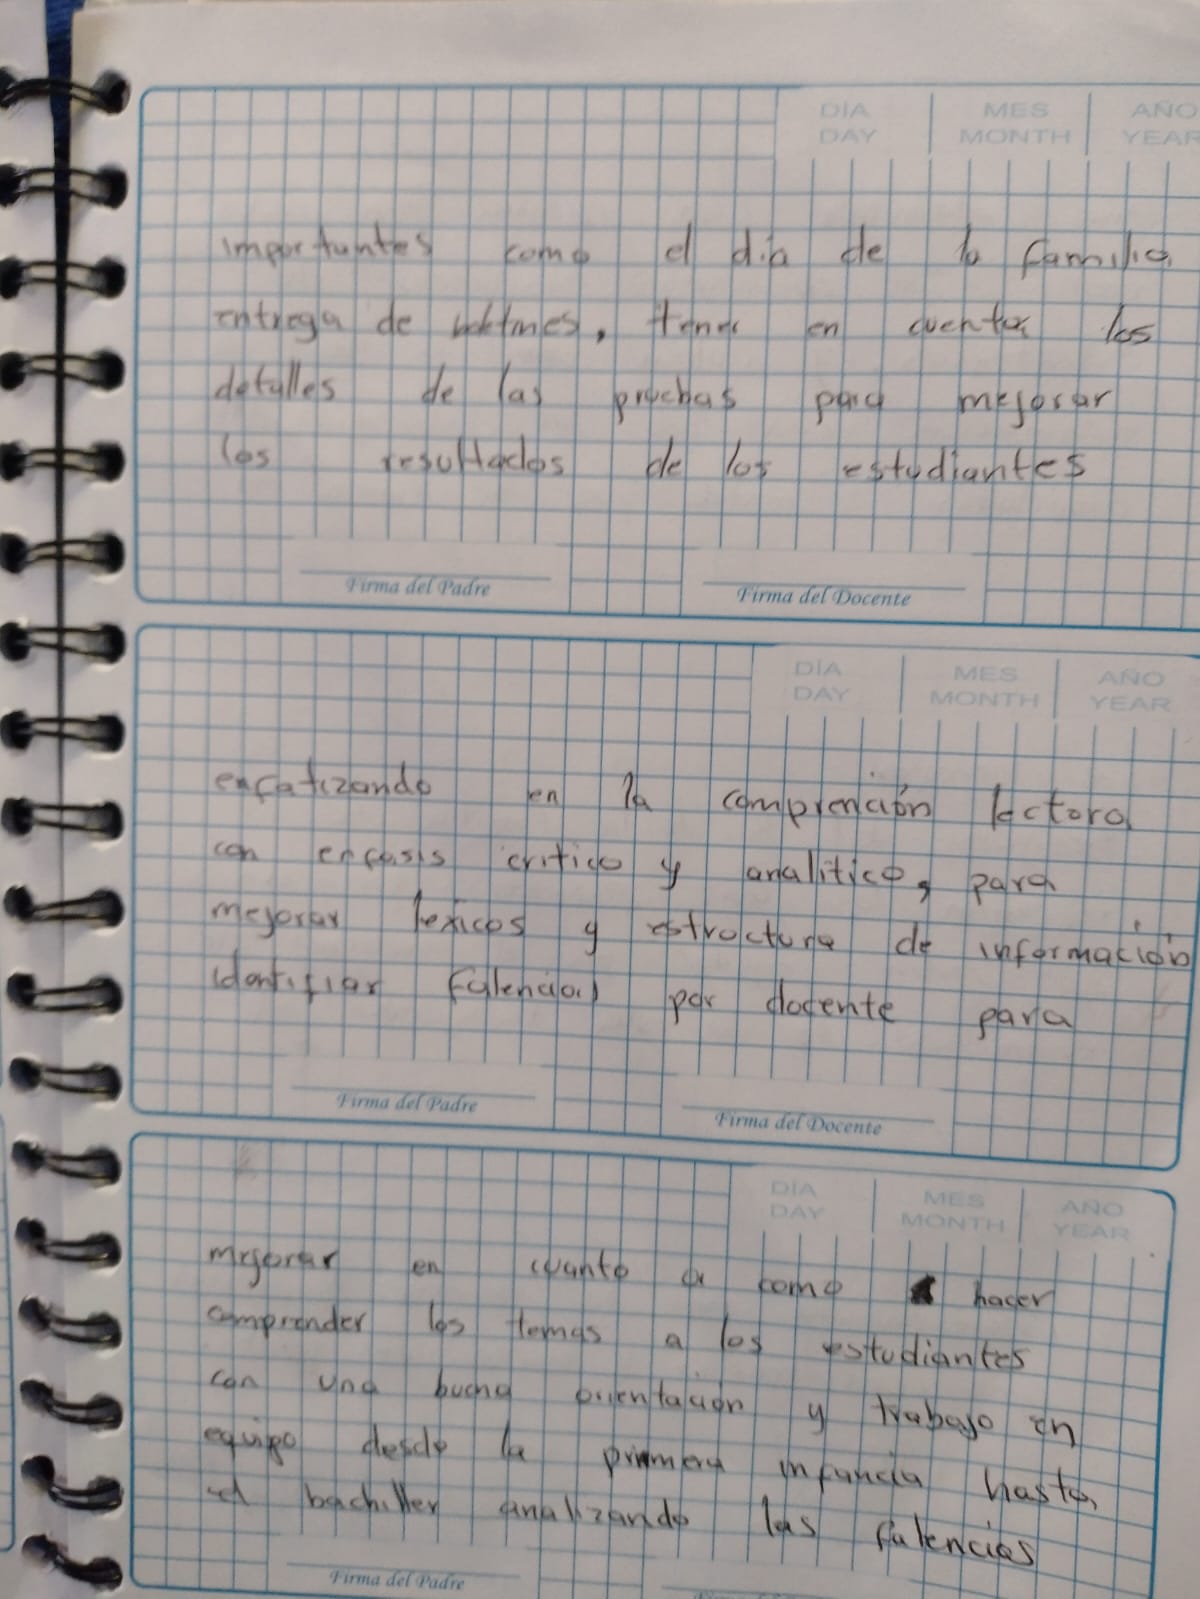 DÍA MES AÑO
DAY MONTH YEAR
importantes como el dia de la familia
entrega de boletines, tener en cuenta los
detalles de las pruebas para mejorar
los resultados de los estudiantes
Firma del Padre Firma del Docente
DÍA MES AÑO
DAY MONTH YEAR
enfatizando en la comprención lectora
con enfasis critico y analitico, para
mejorar lexicos y estructura de información
identifiar falencias por docente para
Firma del Padre Firma del Docente
DÍA MES AÑO
DAY MONTH YEAR
mejorar en cuanto a como hacer
comprender los temas a los estudiantes
con una buena orientación y trabajo en
equipo desde la primera infancia hasta
el bachiller analizando las falencias
Firma del Padre